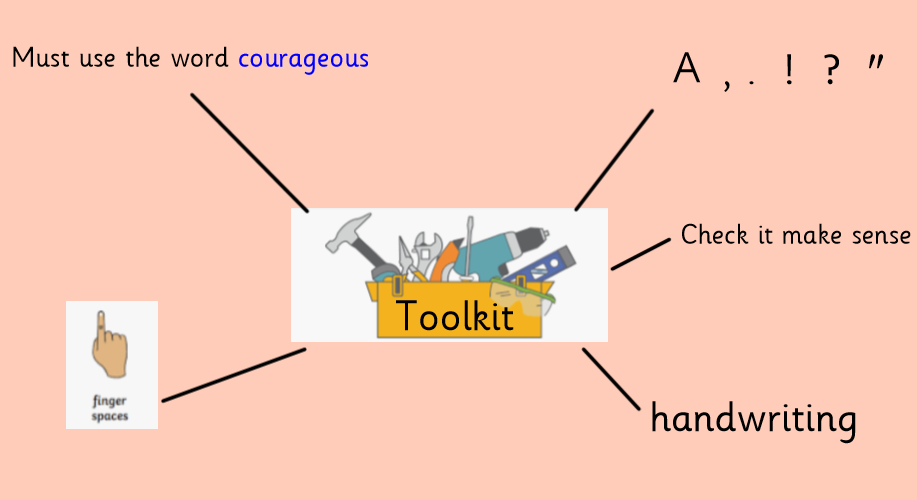 Must use the word courageous
A , . ! ? "
Check it make sense
Toolkit
finger
spaces
handwriting